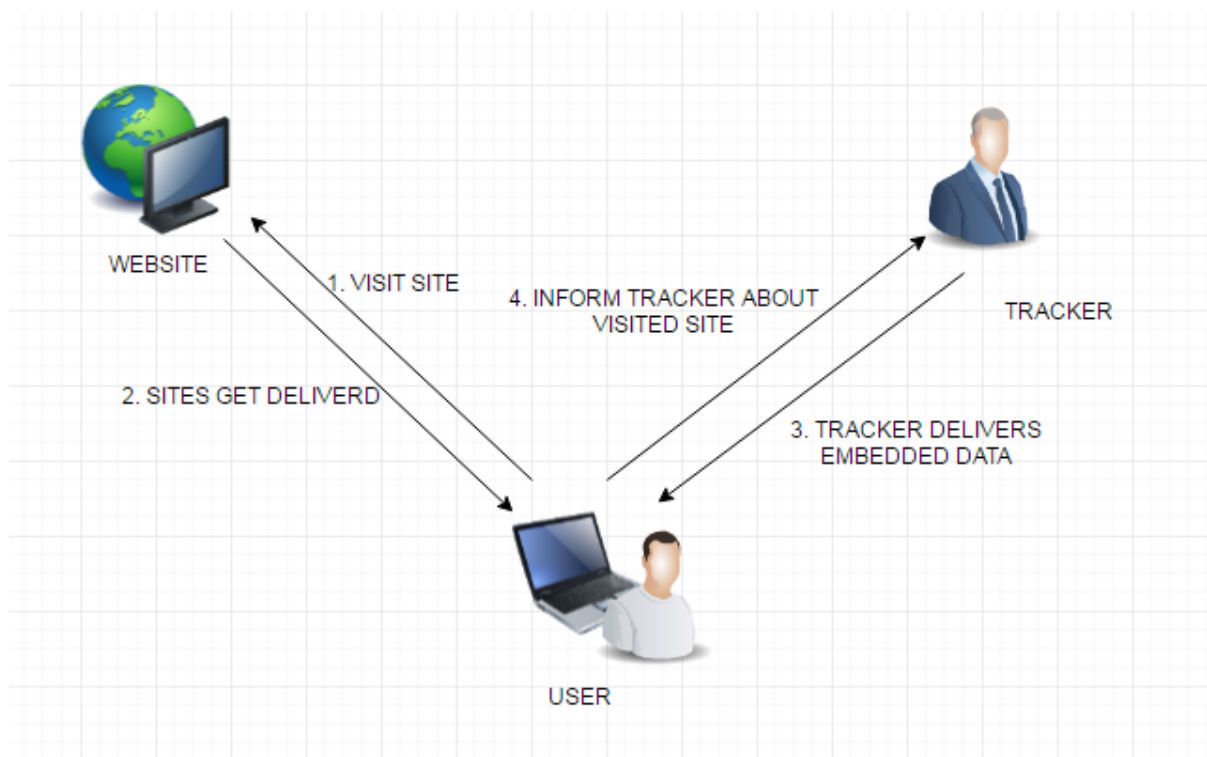 WEBSITE
1. VISIT SITE
2. SITES GET DELIVERD
4. INFORM TRACKER ABOUT
VISITED SITE
TRACKER
3. TRACKER DELIVERS
EMBEDDED DATA
USER